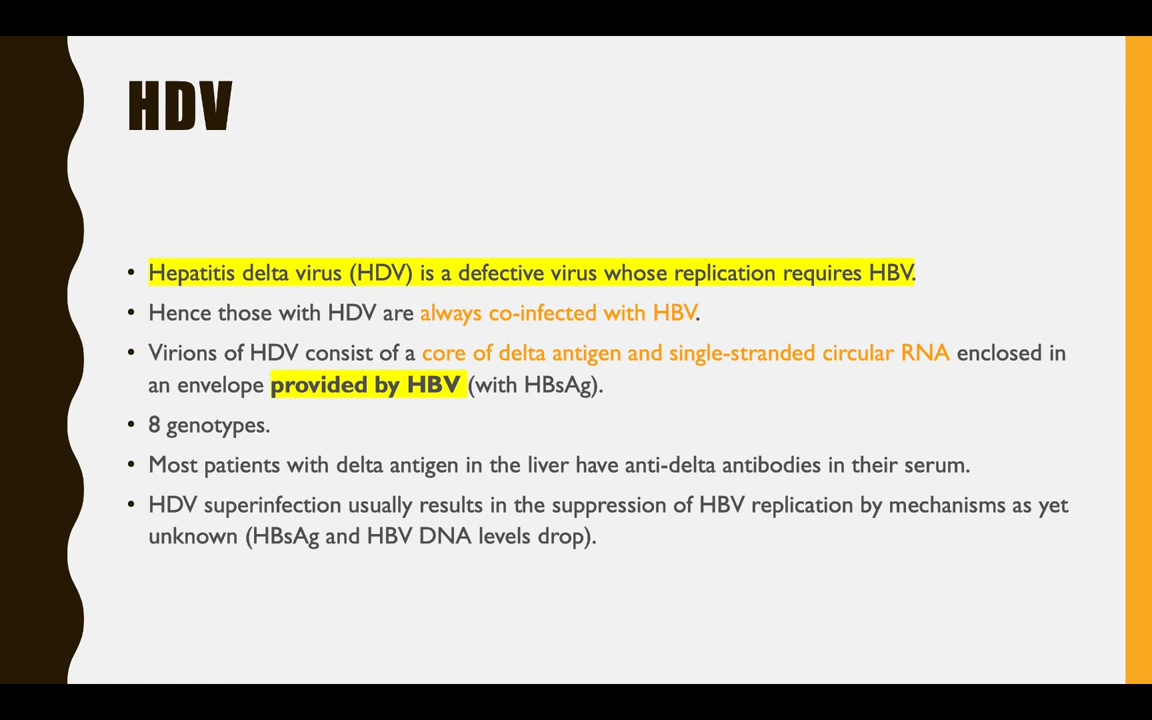 HDV
• Hepatitis delta virus (HDV) is a defective virus whose replication requires HBV.
• Hence those with HDV are always co-infected with HBV.
• Virions of HDV consist of a core of delta antigen and single-stranded circular RNA enclosed in
an envelope provided by HBV (with HBsAg).
• 8 genotypes.
• Most patients with delta antigen in the liver have anti-delta antibodies in their serum.
• HDV superinfection usually results in the suppression of HBV replication by mechanisms as yet
unknown (HBsAg and HBV DNA levels drop).